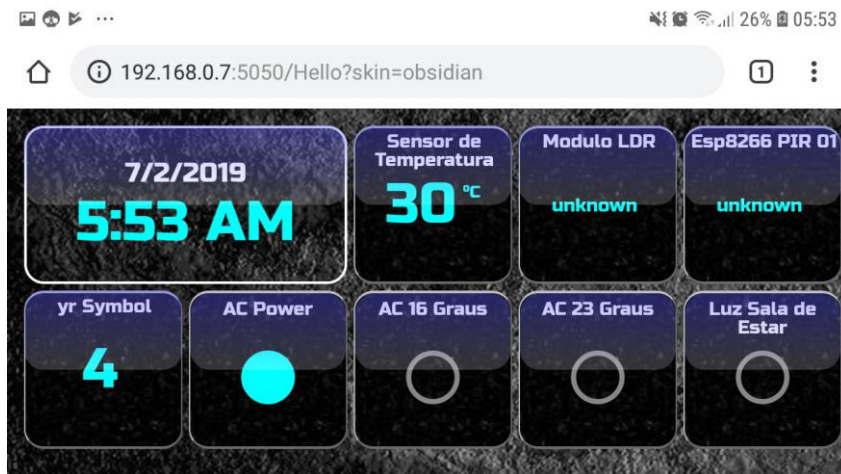 26% 05:53
192.168.0.7:5050/Hello?skin=obsidian
1
7/2/2019
5:53 AM
Sensor de
Temperatura
30 °C
Modulo LDR
unknown
Esp8266 PIR 01
unknown
yr Symbol
4
AC Power
AC 16 Graus
AC 23 Graus
Luz Sala de
Estar